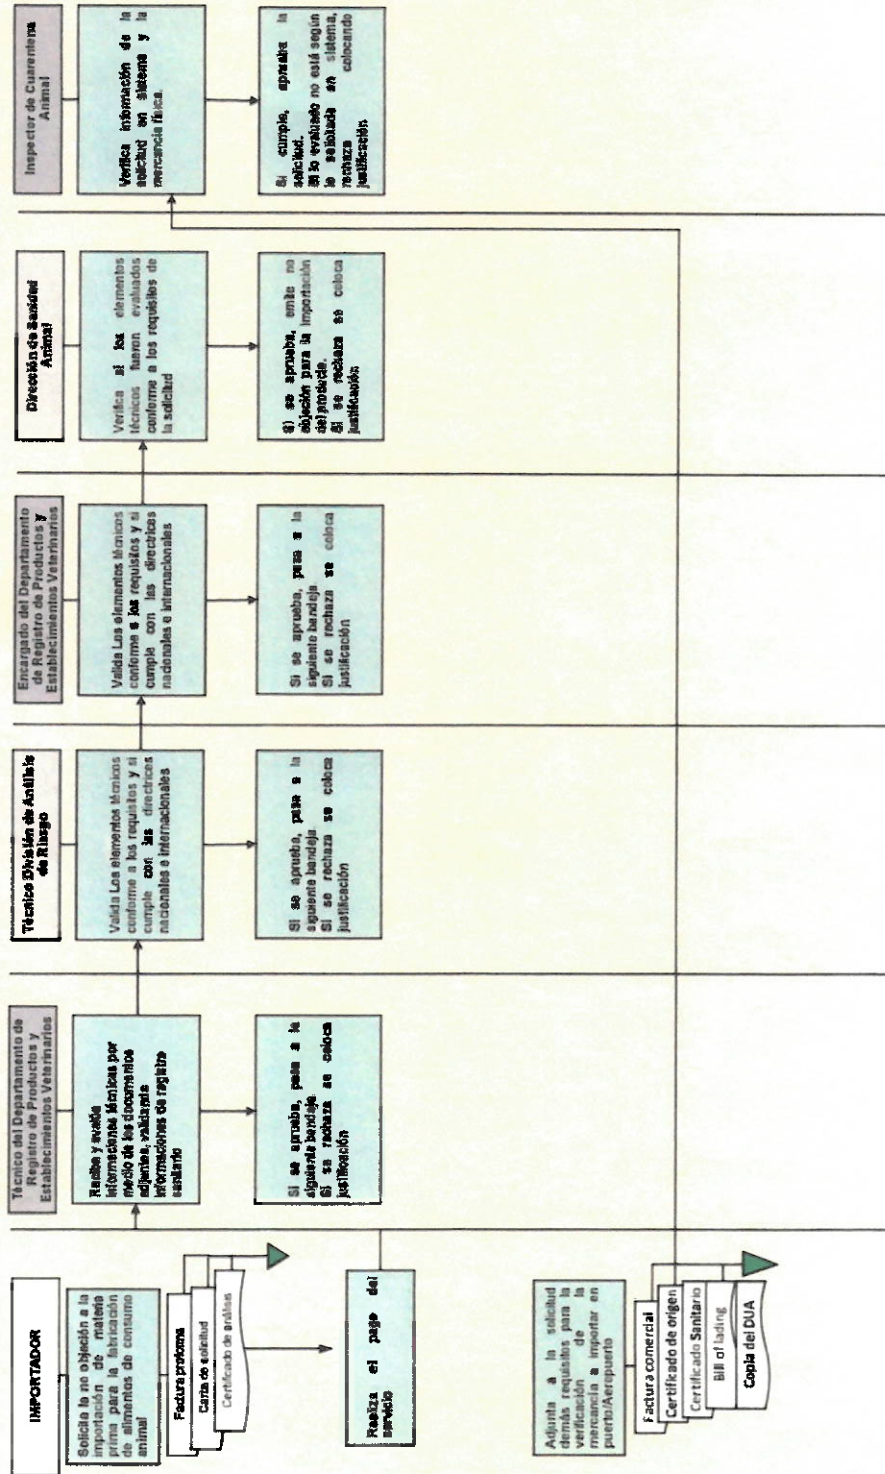 IMPORTADOR
Solicita la no objeción a la
importación de materia
prima para la fabricación
de alimentos de consumo
animal
Factura proforma
Carta de solicitud
Certificado de análisis
Realiza el pago del
servicio
Adjunta a la solicitud
demás requisitos para la
verificación de la
mercancía a importar en
puerto/Aeropuerto
Factura comercial
Certificado de origen
Certificado Sanitario
Bill of lading
Copia del DUA
Técnico del Departamento de
Registro de Productos y
Establecimientos Veterinarios
Recibe y evalúa
informaciones técnicas por
medio de los documentos
adjuntos, validando
informaciones de registro
sanitario
Si se aprueba, pasa a la
siguiente bandeja.
Si se rechaza se coloca
justificación
Técnico División de Análisis
de Riesgo
Valida Los elementos técnicos
conforme a los requisitos y si
cumple con las directrices
nacionales e internacionales
Si se aprueba, pasa a la
siguiente bandeja.
Si se rechaza se coloca
justificación
Encargado del Departamento
de Registro de Productos y
Establecimientos Veterinarios
Valida Los elementos técnicos
conforme a los requisitos y si
cumple con las directrices
nacionales e internacionales
Si se aprueba, pasa a la
siguiente bandeja.
Si se rechaza se coloca
justificación
Dirección de Sanidad
Animal
Verifica si los elementos
técnicos fueron evaluados
conforme a los requisitos de
la solicitud
Si se aprueba, emite no
objeción para la importación
del producto.
Si se rechaza se coloca
justificación
Inspector de Cuarentena
Animal
Verifica información de la
solicitud en sistema y la
mercancía física.
Si cumple, aprueba la
solicitud.
Si lo evaluado no está según
lo solicitado en sistema,
rechaza colocando
justificación